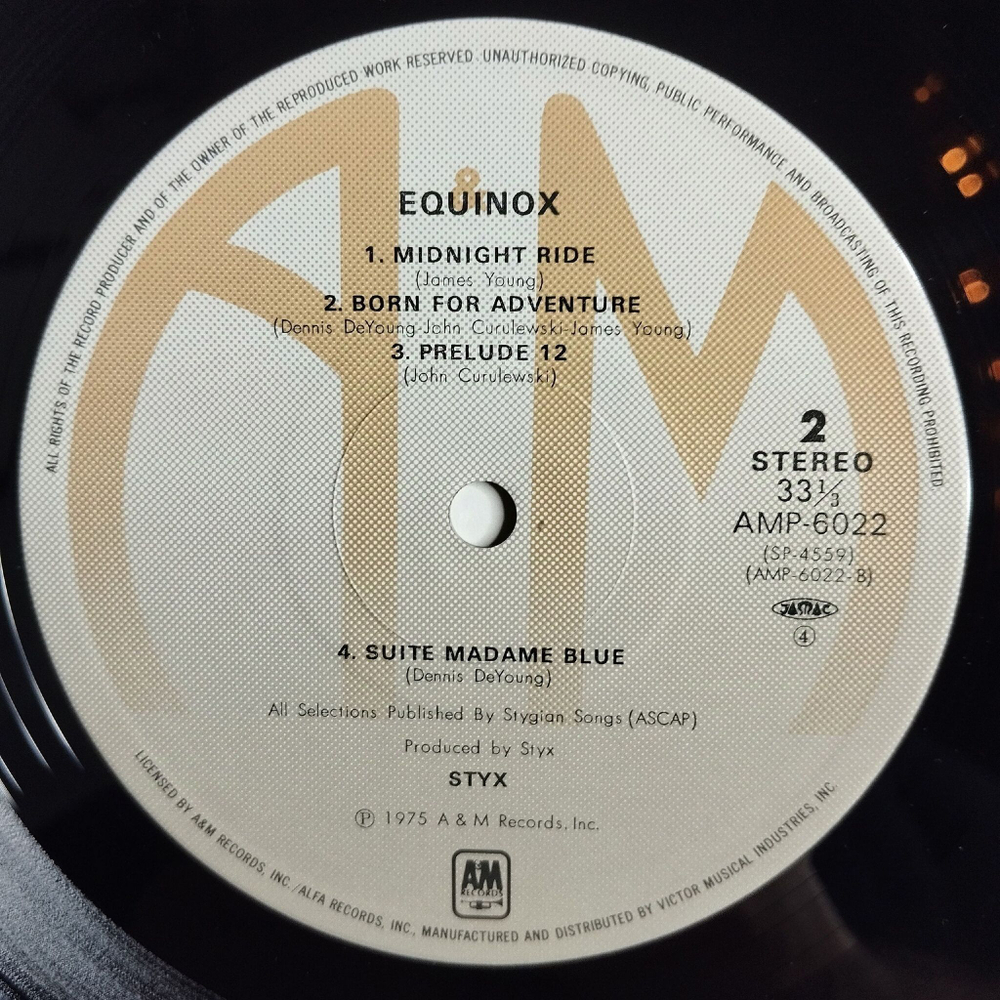 ALL RIGHTS OF THE RECORD PRODUCER AND OF THE OWNER OF THE REPRODUCED WORK RESERVED. UNAUTHORIZED COPYING, PUBLIC PERFORMANCE AND BROADCASTING OF THIS RECORDING PROHIBITED
A&M
EQUINOX
1. MIDNIGHT RIDE
(James Young)
2. BORN FOR ADVENTURE
(Dennis DeYoung-John Curulewski-James Young)
3. PRELUDE 12
(John Curulewski)
2
STEREO
33 1/3
AMP-6022
(SP-4559)
(AMP-6022-B)
JASRAC
④
4. SUITE MADAME BLUE
(Dennis DeYoung)
All Selections Published By Stygian Songs (ASCAP)
Produced by Styx
STYX
Ⓟ 1975 A & M Records, Inc.
A&M
RECORDS
LICENSED BY A&M RECORDS, INC./ALFA RECORDS, INC., MANUFACTURED AND DISTRIBUTED BY VICTOR MUSICAL INDUSTRIES, INC.